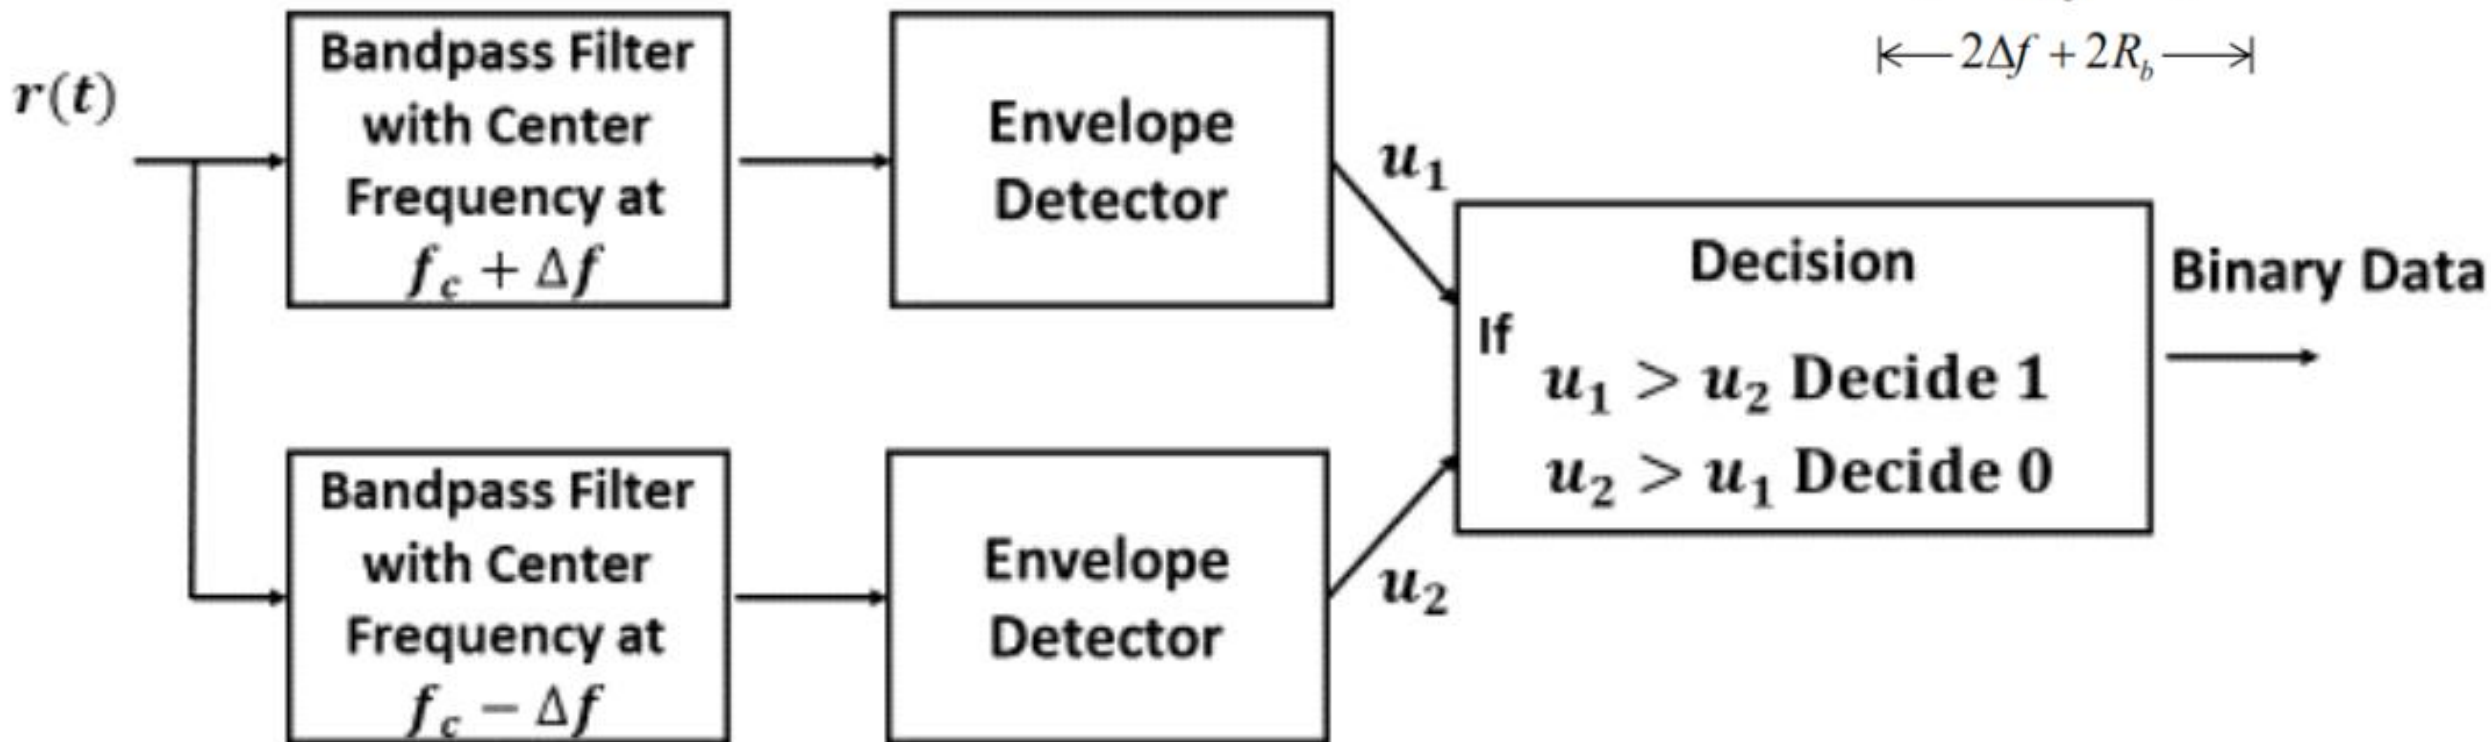 r(t)
Bandpass Filter
with Center
Frequency at
f_c + Δf
Envelope
Detector
|←2Δf + 2R_b→|
u_1
Decision
If
u_1 > u_2 Decide 1
u_2 > u_1 Decide 0
Binary Data
Bandpass Filter
with Center
Frequency at
f_c − Δf
Envelope
Detector
u_2